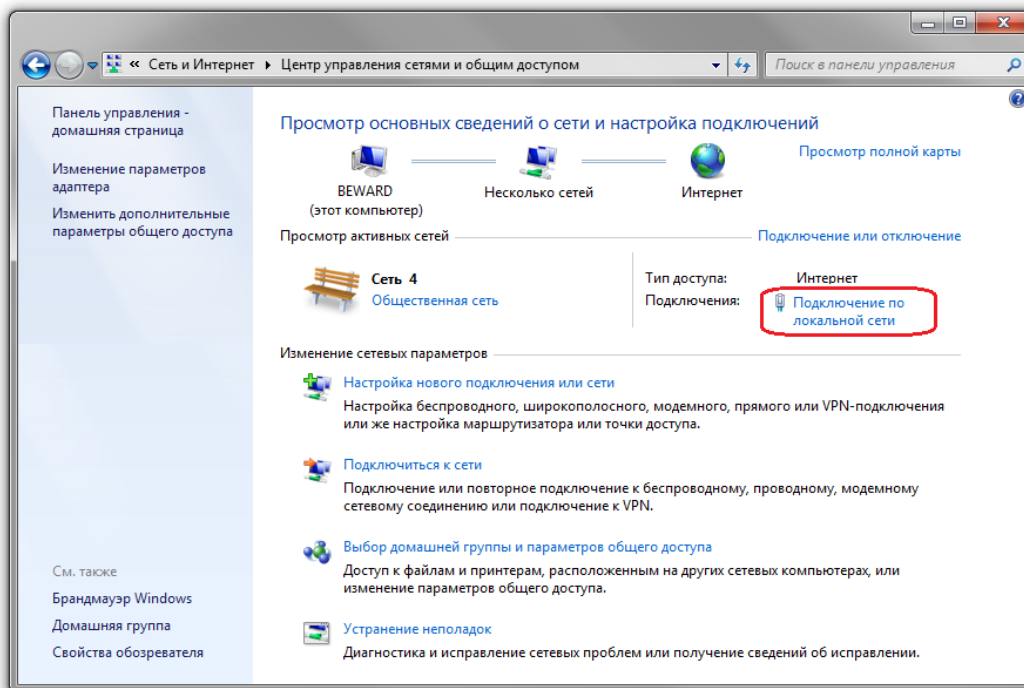 « Сеть и Интернет ▸ Центр управления сетями и общим доступом
Поиск в панели управления
Панель управления -
домашняя страница
Изменение параметров
адаптера
Изменить дополнительные
параметры общего доступа
См. также
Брандмауэр Windows
Домашняя группа
Свойства обозревателя
Просмотр основных сведений о сети и настройка подключений
Просмотр полной карты
BEWARD
(этот компьютер)
Несколько сетей
Интернет
Просмотр активных сетей
Подключение или отключение
Сеть 4
Общественная сеть
Тип доступа: Интернет
Подключения: Подключение по
локальной сети
Изменение сетевых параметров
Настройка нового подключения или сети
Настройка беспроводного, широкополосного, модемного, прямого или VPN-подключения
или же настройка маршрутизатора или точки доступа.
Подключиться к сети
Подключение или повторное подключение к беспроводному, проводному, модемному
сетевому соединению или подключение к VPN.
Выбор домашней группы и параметров общего доступа
Доступ к файлам и принтерам, расположенным на других сетевых компьютерах, или
изменение параметров общего доступа.
Устранение неполадок
Диагностика и исправление сетевых проблем или получение сведений об исправлении.